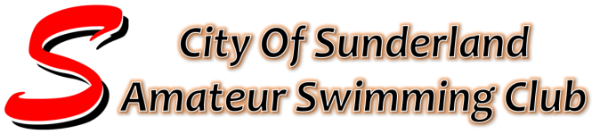 S City Of Sunderland
Amateur Swimming Club